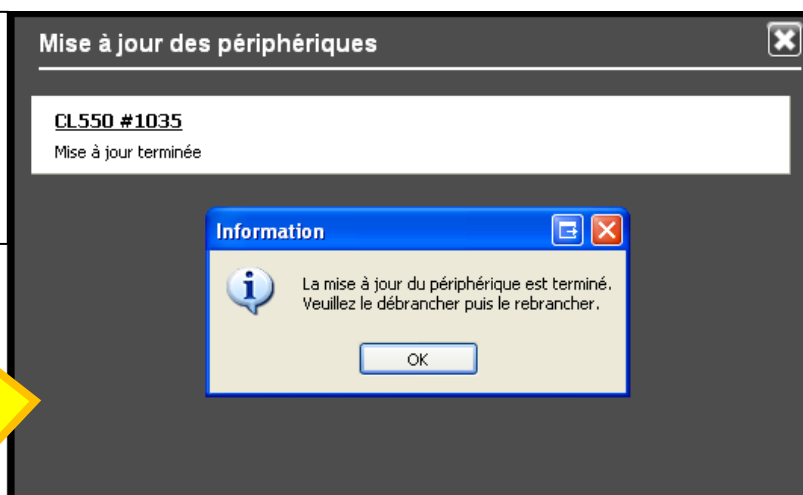 Mise à jour des périphériques
CL550 #1035
Mise à jour terminée
Information
La mise à jour du périphérique est terminé.
Veuillez le débrancher puis le rebrancher.
OK